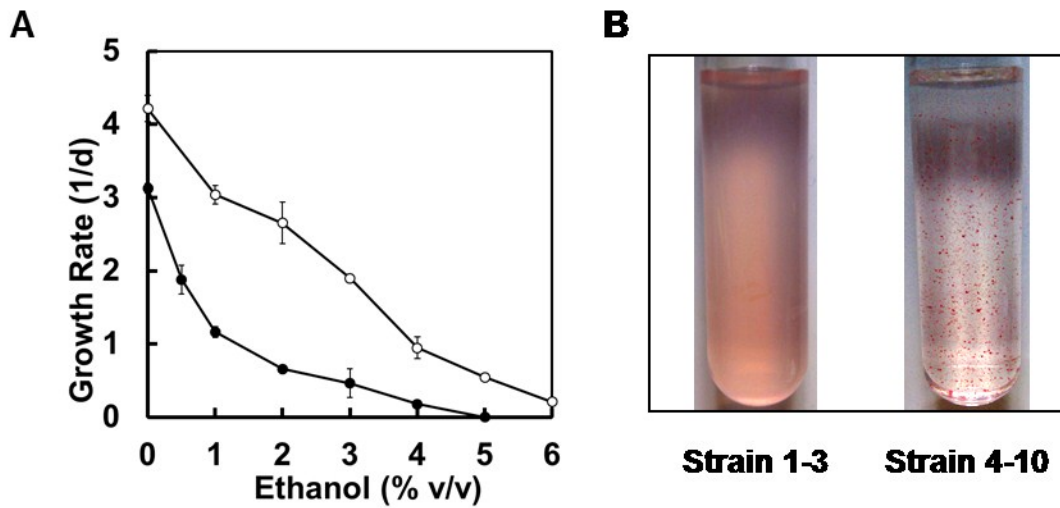 A
B
5
4
3
2
1
0
Growth Rate (1/d)
0 1 2 3 4 5 6
Ethanol (% v/v)
Strain 1-3 Strain 4-10